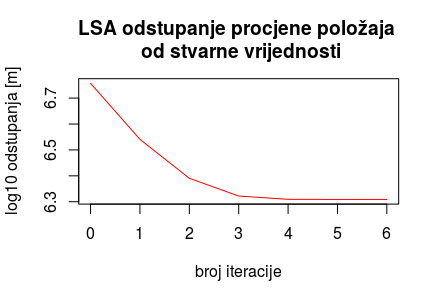 LSA odstupanje procjene položaja
od stvarne vrijednosti
log10 odstupanja [m]
6.7
6.5
6.3
0 1 2 3 4 5 6
broj iteracije